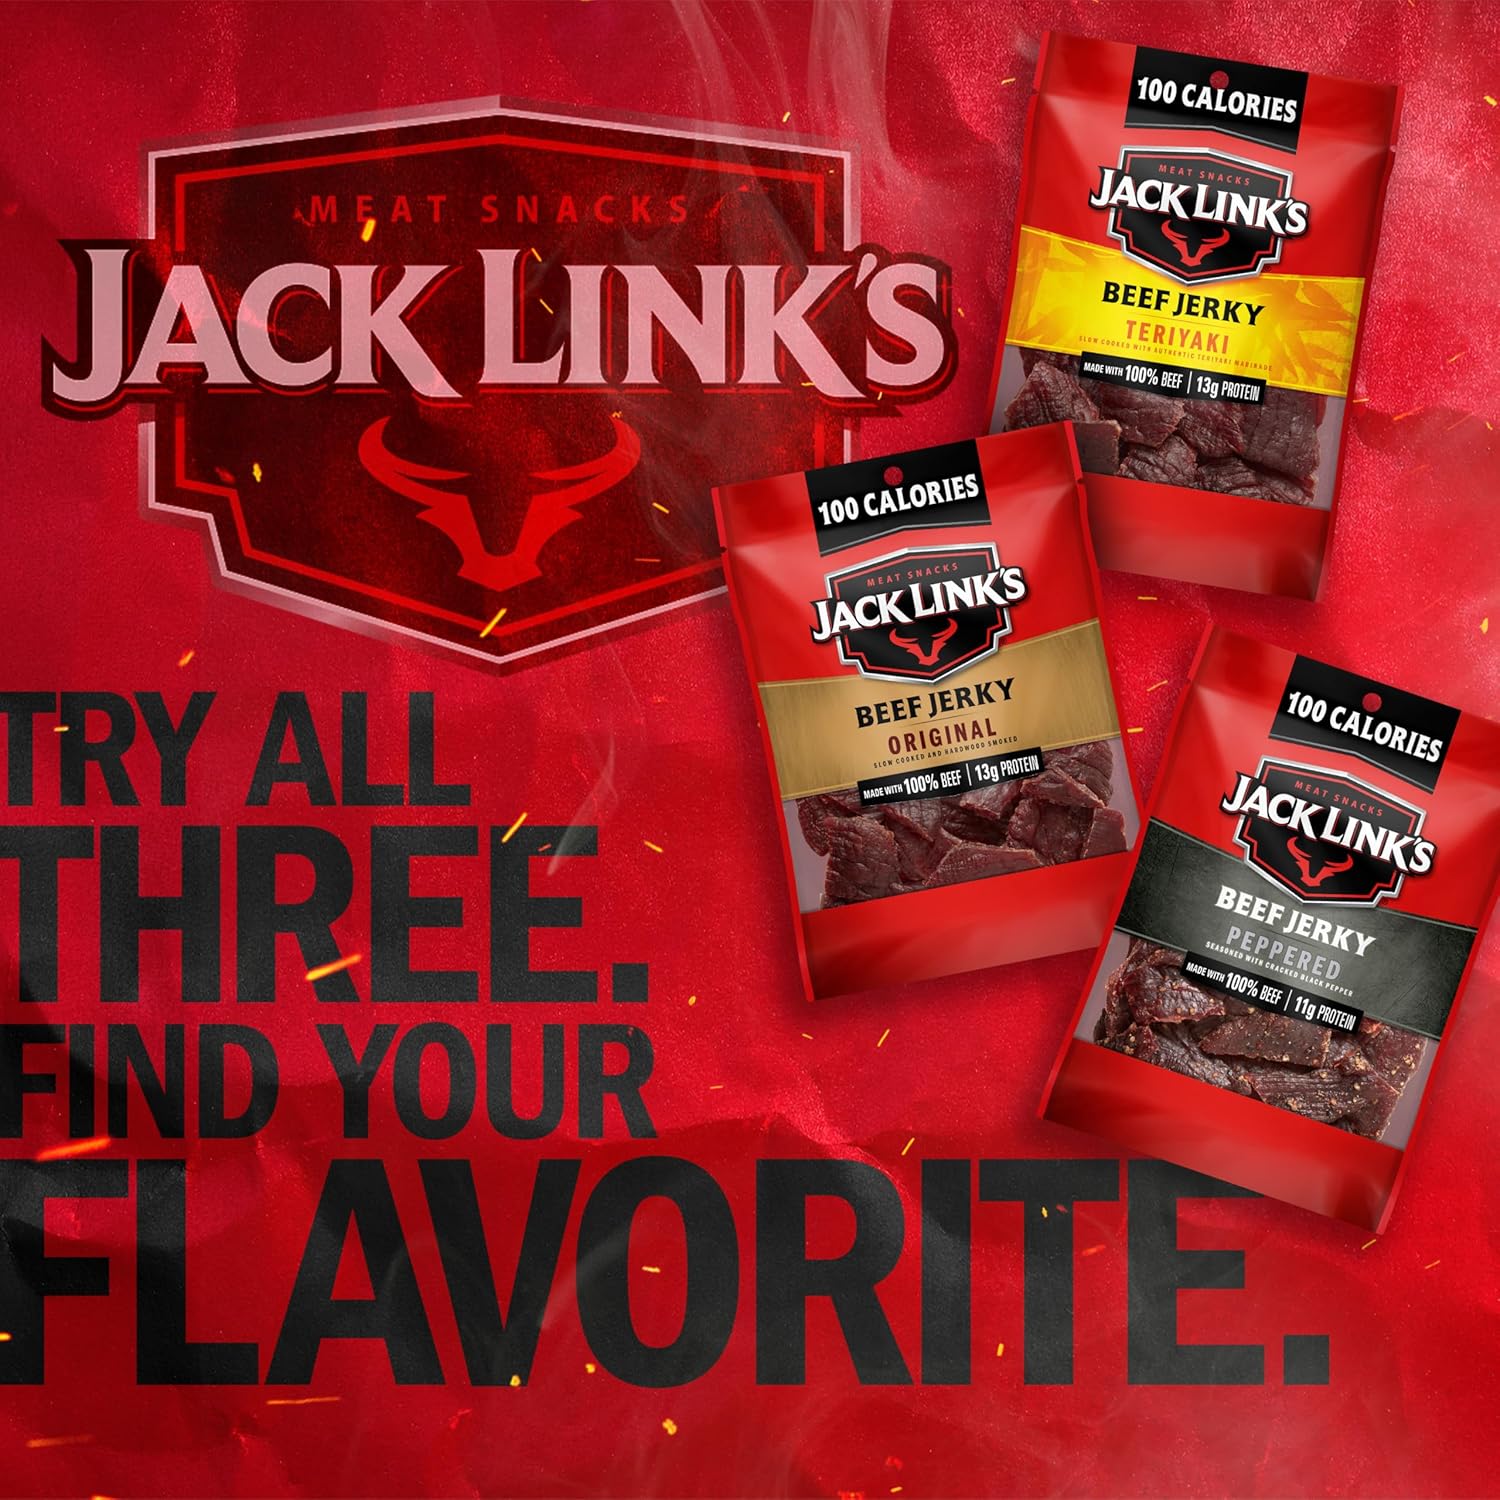 MEAT SNACKS
JACK LINK'S
TRY ALL
THREE.
FIND YOUR
FLAVORITE.
100 CALORIES
MEAT SNACKS
JACK LINK'S
BEEF JERKY
TERIYAKI
SLOW COOKED WITH AUTHENTIC TERIYAKI MARINADE
MADE WITH 100% BEEF | 13g PROTEIN
100 CALORIES
MEAT SNACKS
JACK LINK'S
BEEF JERKY
ORIGINAL
SLOW COOKED AND HARDWOOD SMOKED
MADE WITH 100% BEEF | 13g PROTEIN
100 CALORIES
MEAT SNACKS
JACK LINK'S
BEEF JERKY
PEPPERED
SEASONED WITH CRACKED BLACK PEPPER
MADE WITH 100% BEEF | 11g PROTEIN